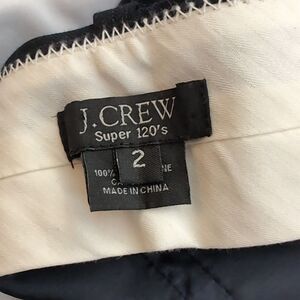 J.CREW
Super 120's
2
100%
MADE IN CHINA